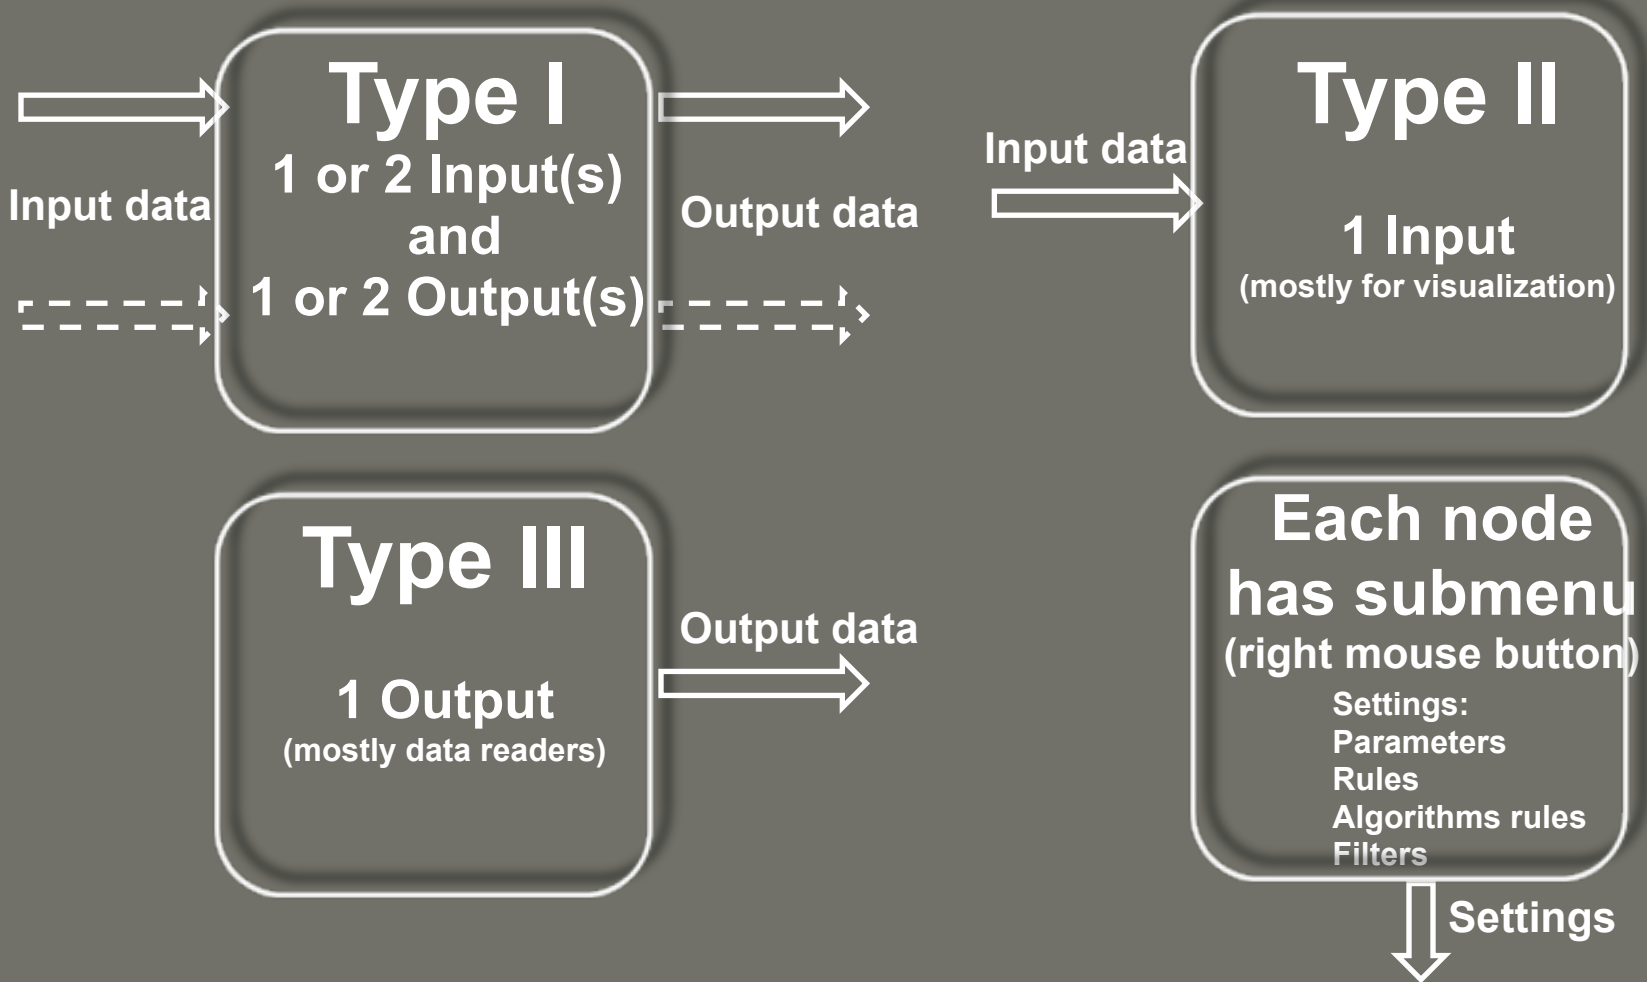 Type I
1 or 2 Input(s)
and
1 or 2 Output(s)
Input data
Output data
Type II
Input data
1 Input
(mostly for visualization)
Type III
1 Output
(mostly data readers)
Output data
Each node
has submenu
(right mouse button)
Settings:
Parameters
Rules
Algorithms rules
Filters
Settings